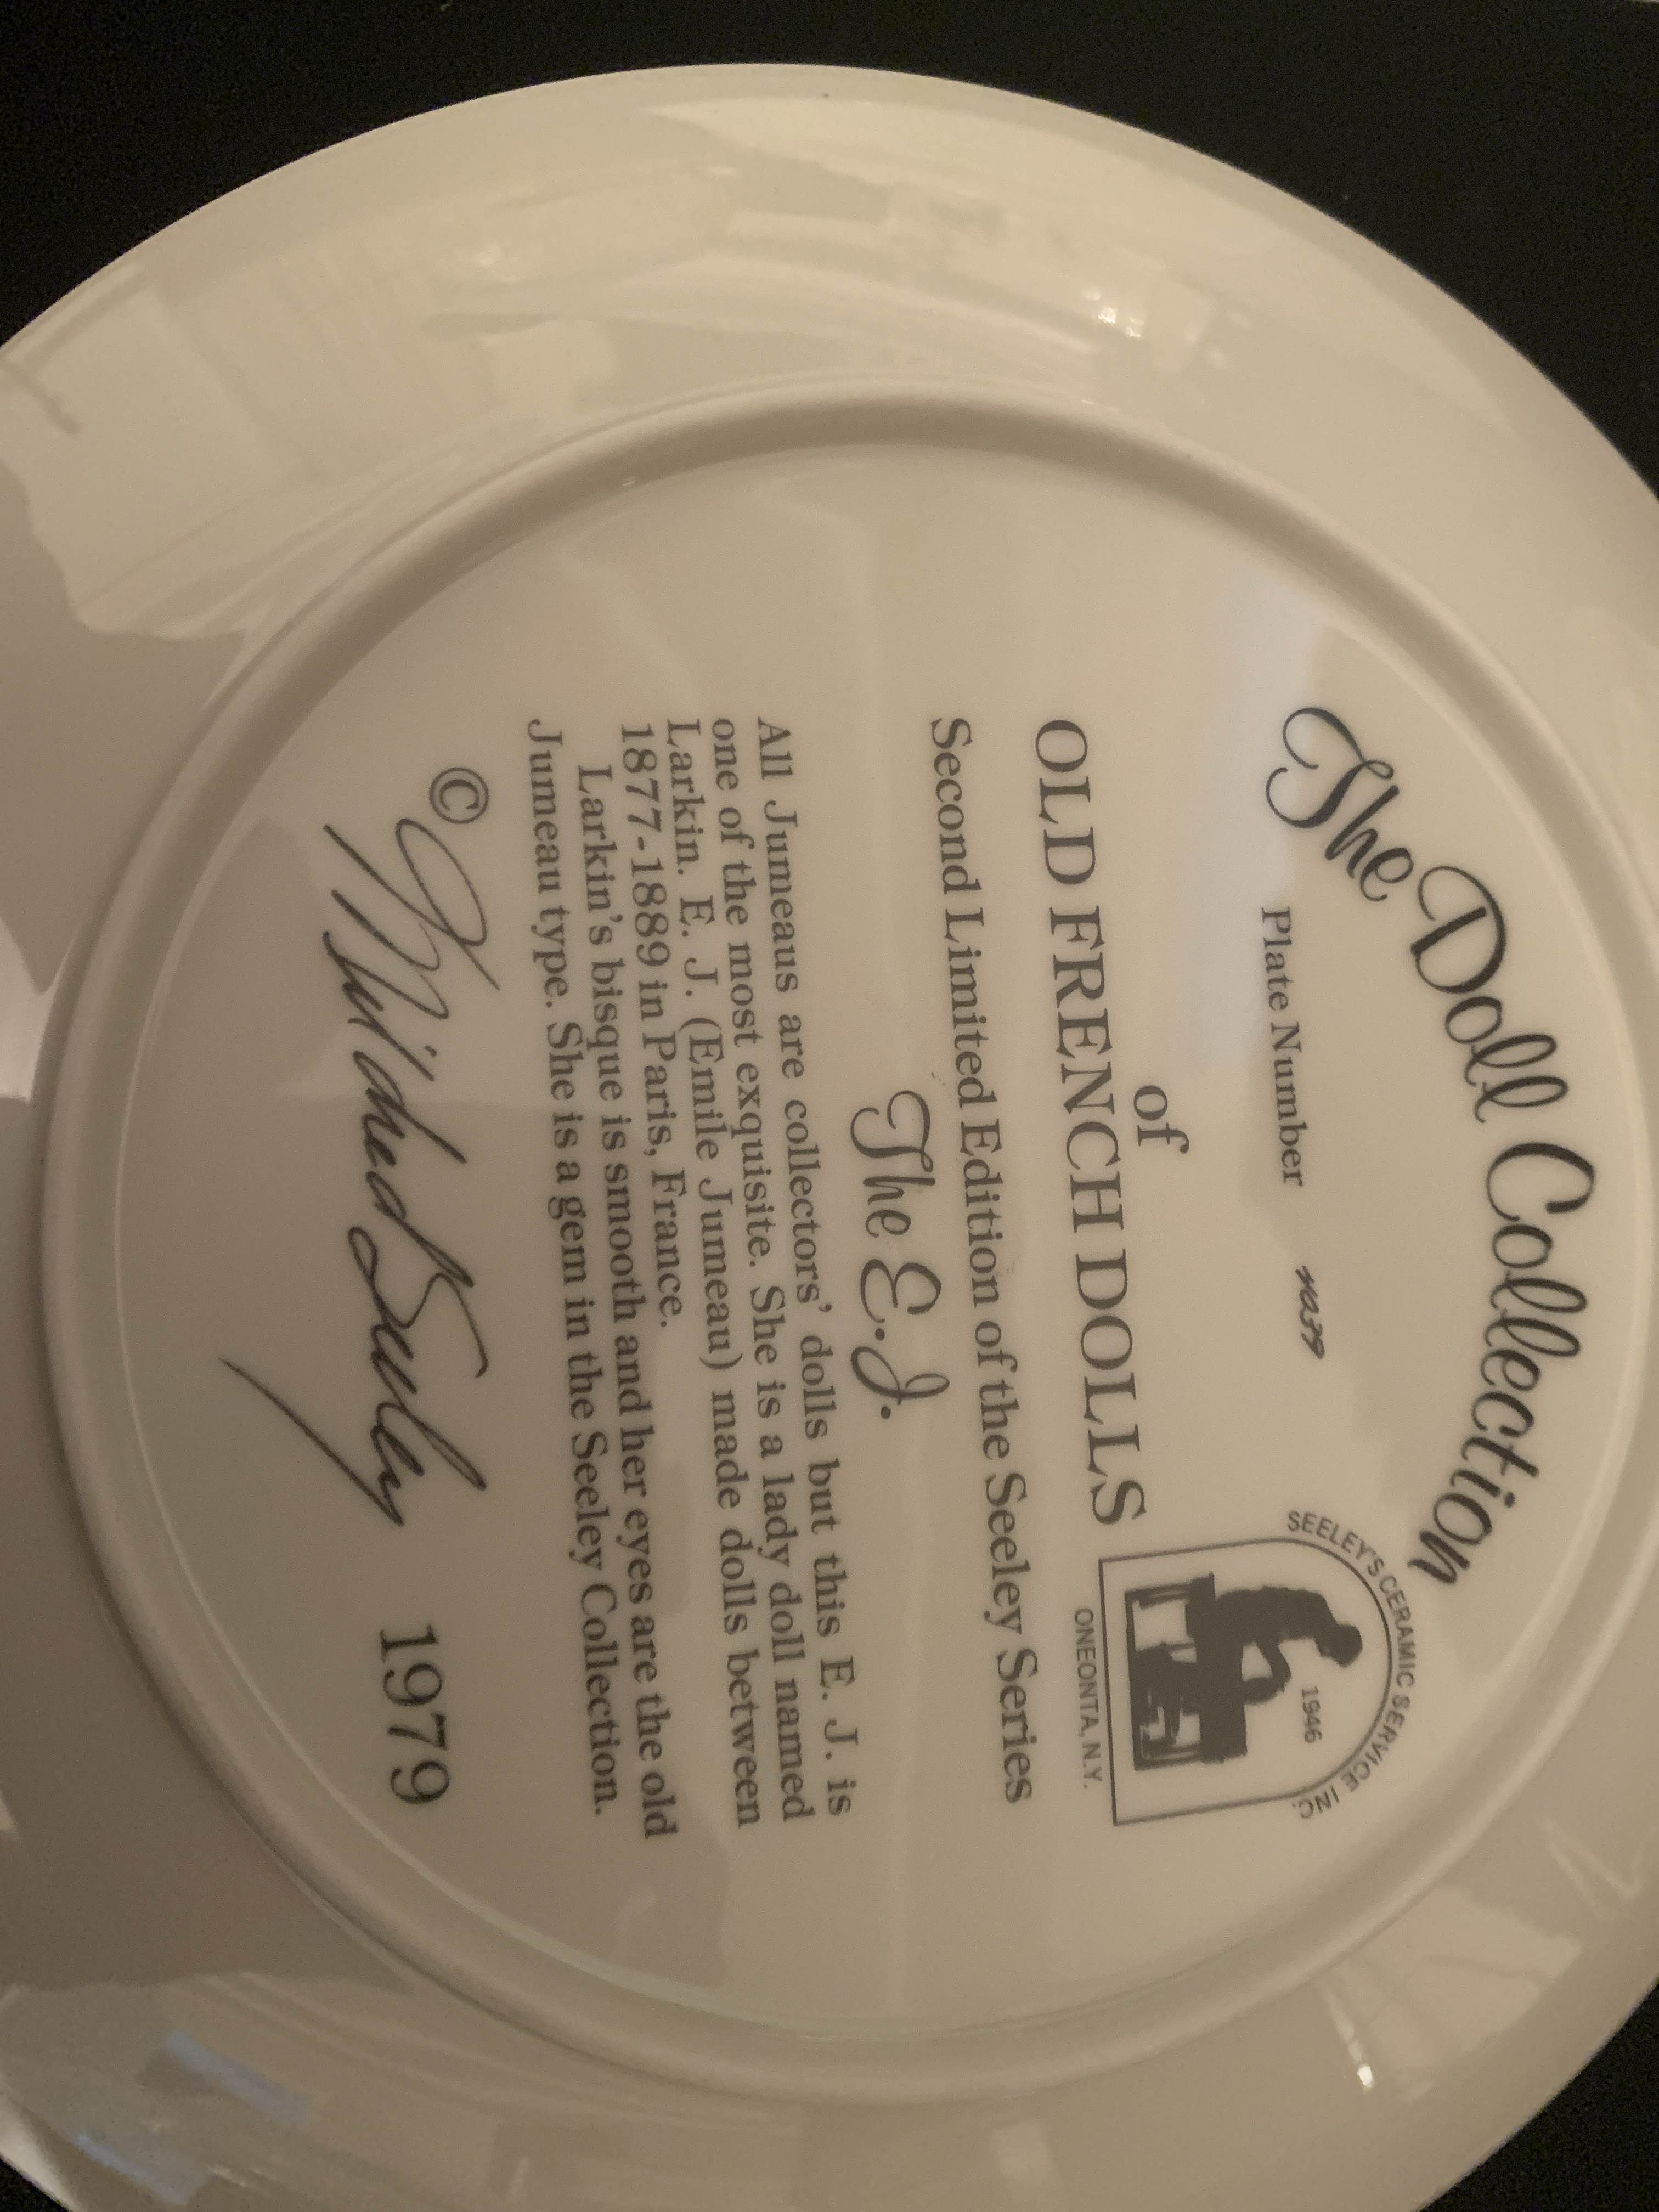 The Doll Collection
Plate Number
SEELEY'S CERAMIC SERVICE INC.
1946
ONEONTA, N.Y.
of
OLD FRENCH DOLLS
Second Limited Edition of the Seeley Series
The E.J.
All Jumeaus are collectors' dolls but this E. J. is
one of the most exquisite. She is a lady doll named
Larkin. E. J. (Emile Jumeau) made dolls between
1877-1889 in Paris, France.
Larkin's bisque is smooth and her eyes are the old
Jumeau type. She is a gem in the Seeley Collection.
© Mildred Seeley 1979